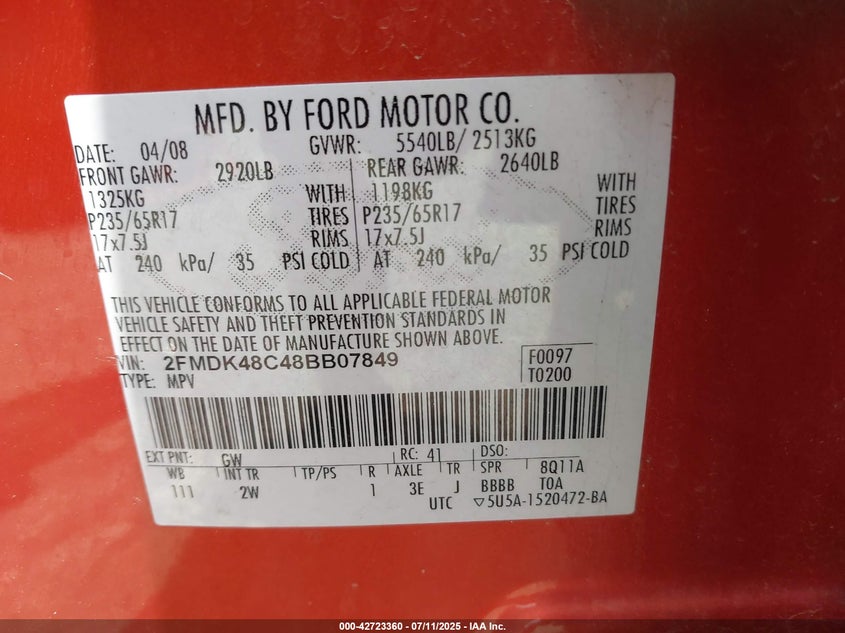 MFD. BY FORD MOTOR CO.
DATE: 04/08 GVWR: 5540LB/ 2513KG
FRONT GAWR: 2920LB REAR GAWR: 2640LB
1325KG WITH 1198KG WITH
P235/65R17 TIRES P235/65R17 TIRES
17x7.5J RIMS 17x7.5J RIMS
AT 240 kPa/ 35 PSI COLD AT 240 kPa/ 35 PSI COLD
THIS VEHICLE CONFORMS TO ALL APPLICABLE FEDERAL MOTOR
VEHICLE SAFETY AND THEFT PREVENTION STANDARDS IN
EFFECT ON THE DATE OF MANUFACTURE SHOWN ABOVE.
VIN: 2FMDK48C48BB07849 F0097
TYPE: MPV T0200
EXT PNT: GW RC: 41 DSO:
WB INT TR TP/PS R AXLE TR SPR 8Q11A
111 2W 1 3E J BBBB T0A
UTC ▽5U5A-1520472-BA
000-42723360 - 07/11/2025 - © IAA Inc.